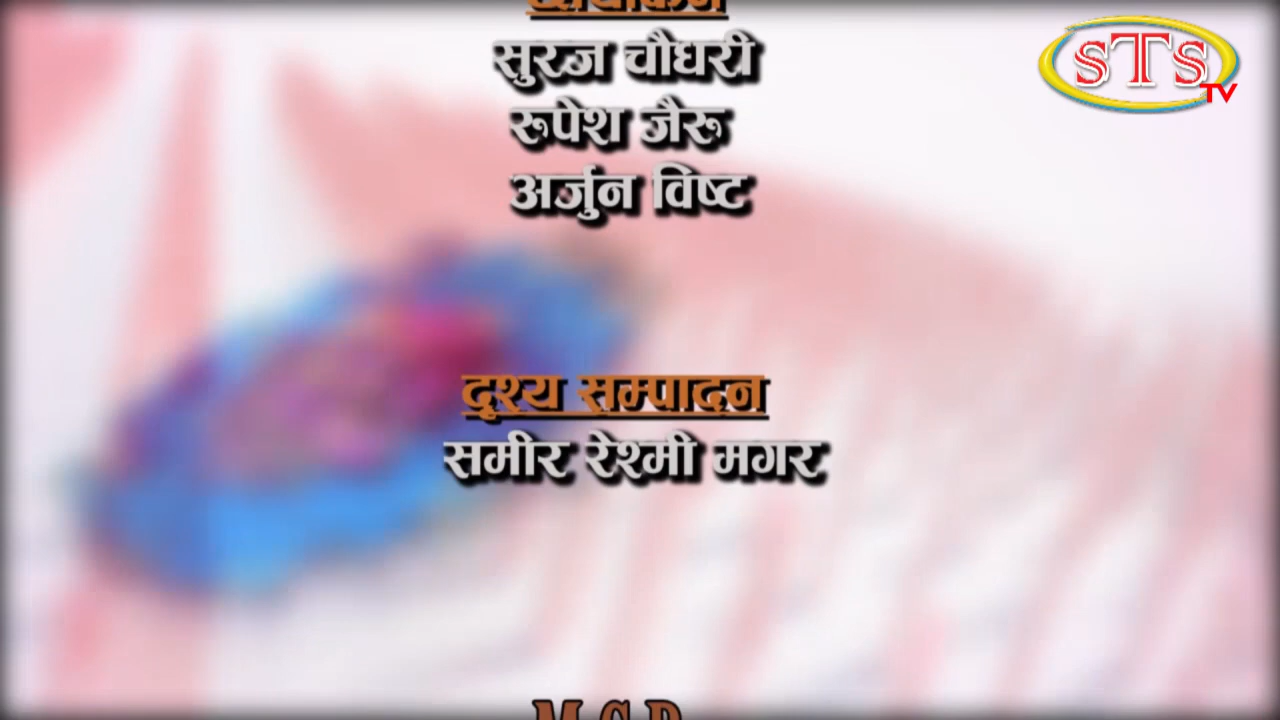 सुरज चौधरी
रुपेश जैरू
अर्जुन विष्ट
दृश्य सम्पादन
समीर रेश्मी मगर
STS TV